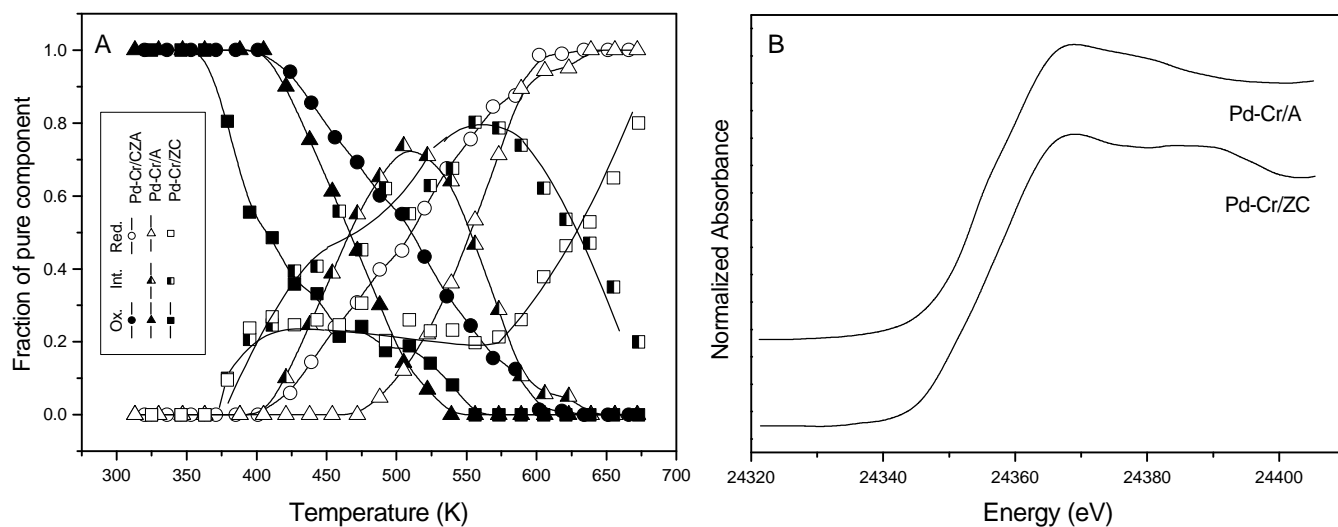 A
Fraction of pure component
1.0
0.8
0.6
0.4
0.2
0.0
Ox. Int. Red.
Pd-Cr/CZA
Pd-Cr/A
Pd-Cr/ZC
300 350 400 450 500 550 600 650 700
Temperature (K)
B
Normalized Absorbance
Pd-Cr/A
Pd-Cr/ZC
24320 24340 24360 24380 24400
Energy (eV)